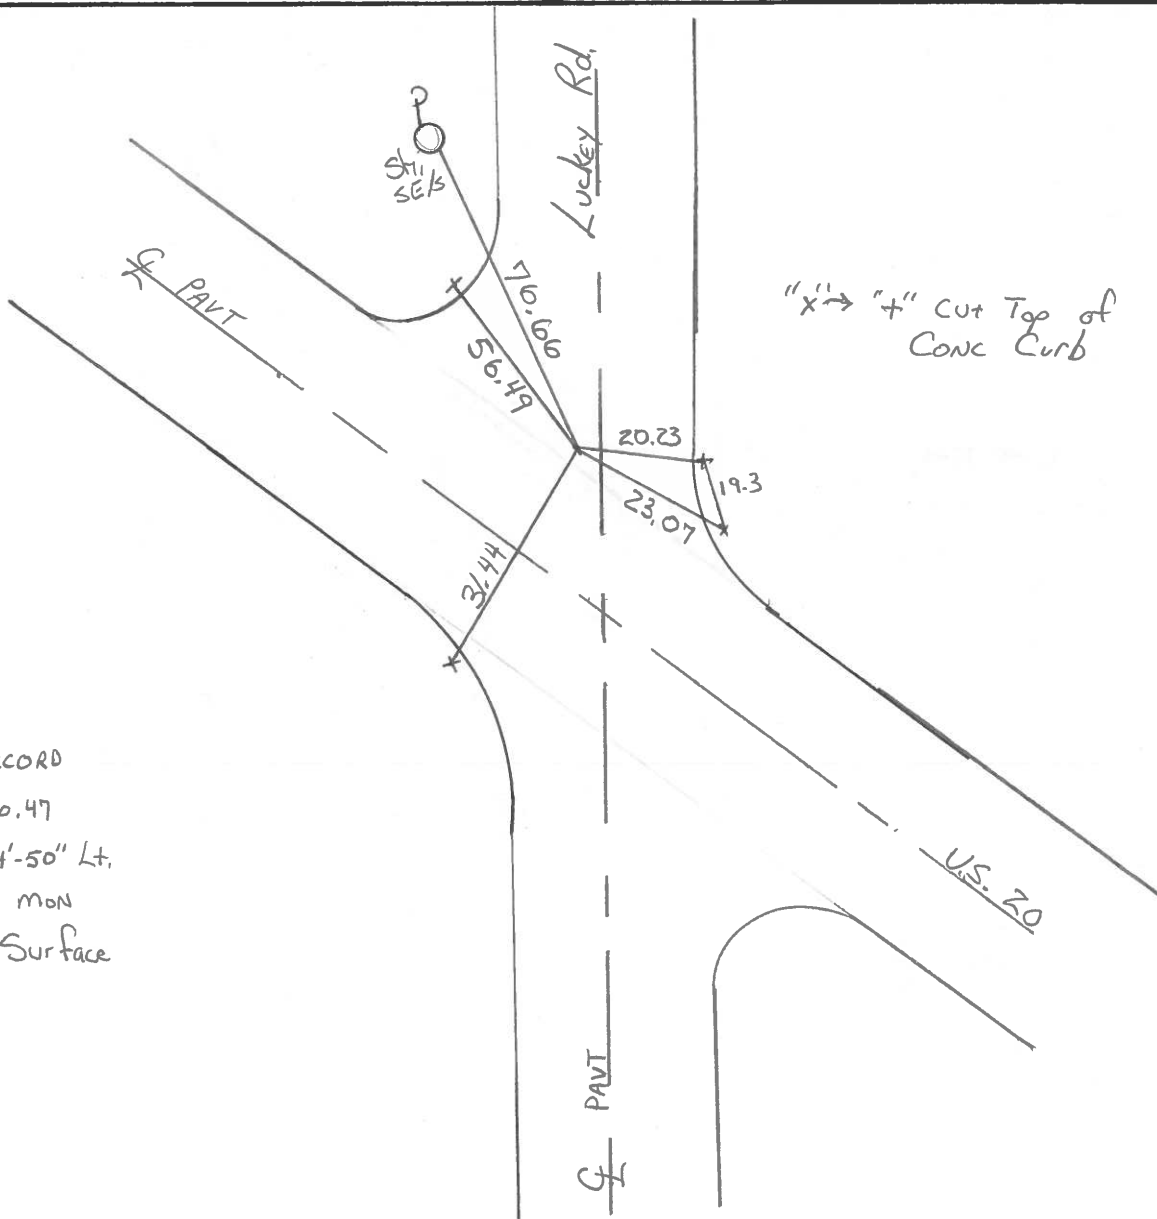 Luckey Rd.
P
SE/S
℄ PAVT
76.66
56.49
"x"→ "+" cut Top of
Conc Curb
20.23
19.3
23.07
31.44
CORD
0.47
4'-50" Lt.
MON
Surface
U.S. 20
℄ PAVT